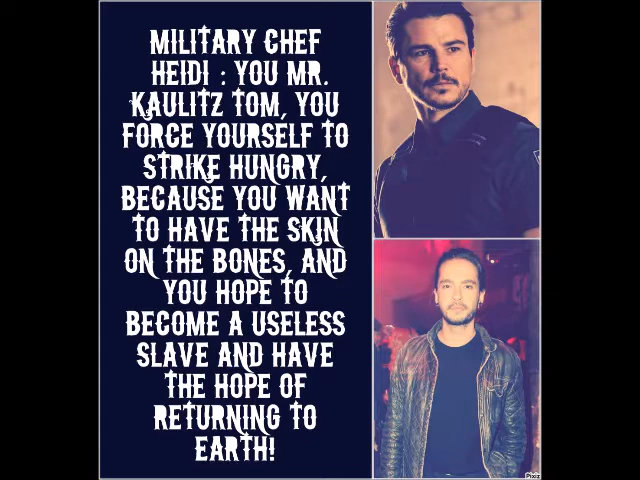 MILITARY CHEF
HEIDI : YOU MR.
KAULITZ TOM, YOU
FORCE YOURSELF TO
STRIKE HUNGRY,
BECAUSE YOU WANT
TO HAVE THE SKIN
ON THE BONES, AND
YOU HOPE TO
BECOME A USELESS
SLAVE AND HAVE
THE HOPE OF
RETURNING TO
EARTH!
Pixiz